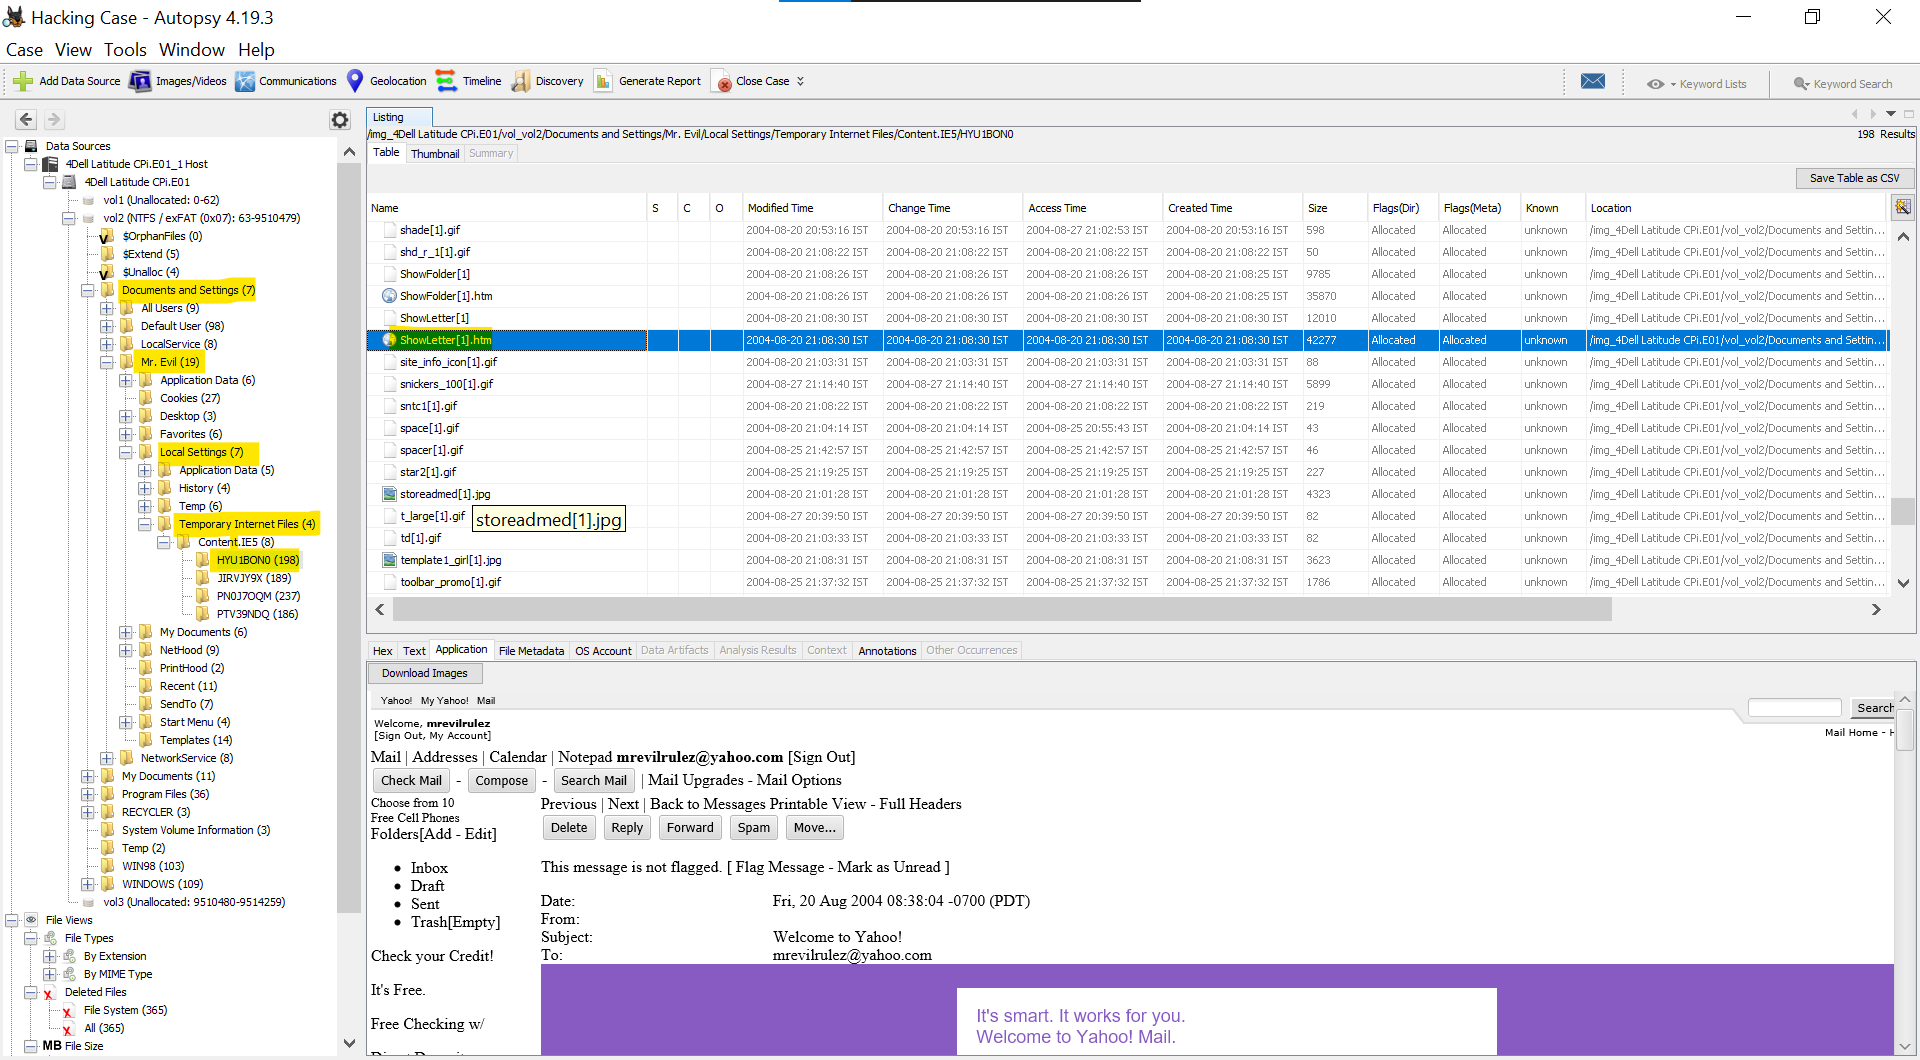 Hacking Case - Autopsy 4.19.3
Case View Tools Window Help
Add Data Source Images/Videos Communications Geolocation Timeline Discovery Generate Report Close Case Keyword Lists Keyword Search
Data Sources
4Dell Latitude CPi.E01_1 Host
4Dell Latitude CPi.E01
vol1 (Unallocated: 0-62)
vol2 (NTFS / exFAT (0x07): 63-9510479)
$OrphanFiles (0)
$Extend (5)
$Unalloc (4)
Documents and Settings (7)
All Users (9)
Default User (98)
LocalService (8)
Mr. Evil (19)
Application Data (6)
Cookies (27)
Desktop (3)
Favorites (6)
Local Settings (7)
Application Data (5)
History (4)
Temp (6)
Temporary Internet Files (4)
Content.IE5 (8)
HYU1BON0 (198)
JIRVJY9X (189)
PN0J7OQM (237)
PTV39NDQ (186)
My Documents (6)
NetHood (9)
PrintHood (2)
Recent (11)
SendTo (7)
Start Menu (4)
Templates (14)
NetworkService (8)
My Documents (11)
Program Files (36)
RECYCLER (3)
System Volume Information (3)
Temp (2)
WIN98 (103)
WINDOWS (109)
vol3 (Unallocated: 9510480-9514259)
File Views
File Types
By Extension
By MIME Type
Deleted Files
File System (365)
All (365)
MB File Size
Listing
/img_4Dell Latitude CPi.E01/vol_vol2/Documents and Settings/Mr. Evil/Local Settings/Temporary Internet Files/Content.IE5/HYU1BON0 198 Results
Table Thumbnail Summary
Save Table as CSV
Name S C O Modified Time Change Time Access Time Created Time Size Flags(Dir) Flags(Meta) Known Location
shade[1].gif 2004-08-20 20:53:16 IST 2004-08-20 20:53:16 IST 2004-08-27 21:02:53 IST 2004-08-20 20:53:16 IST 598 Allocated Allocated unknown /img_4Dell Latitude CPi.E01/vol_vol2/Documents and Settin...
shd_r_1[1].gif 2004-08-20 21:08:22 IST 2004-08-20 21:08:22 IST 2004-08-20 21:08:22 IST 2004-08-20 21:08:22 IST 50 Allocated Allocated unknown /img_4Dell Latitude CPi.E01/vol_vol2/Documents and Settin...
ShowFolder[1] 2004-08-20 21:08:26 IST 2004-08-20 21:08:26 IST 2004-08-20 21:08:26 IST 2004-08-20 21:08:25 IST 9785 Allocated Allocated unknown /img_4Dell Latitude CPi.E01/vol_vol2/Documents and Settin...
ShowFolder[1].htm 2004-08-20 21:08:26 IST 2004-08-20 21:08:26 IST 2004-08-20 21:08:26 IST 2004-08-20 21:08:25 IST 35870 Allocated Allocated unknown /img_4Dell Latitude CPi.E01/vol_vol2/Documents and Settin...
ShowLetter[1] 2004-08-20 21:08:30 IST 2004-08-20 21:08:30 IST 2004-08-20 21:08:30 IST 2004-08-20 21:08:30 IST 12010 Allocated Allocated unknown /img_4Dell Latitude CPi.E01/vol_vol2/Documents and Settin...
ShowLetter[1].htm 2004-08-20 21:08:30 IST 2004-08-20 21:08:30 IST 2004-08-20 21:08:30 IST 2004-08-20 21:08:30 IST 42277 Allocated Allocated unknown /img_4Dell Latitude CPi.E01/vol_vol2/Documents and Settin...
site_info_icon[1].gif 2004-08-20 21:03:31 IST 2004-08-20 21:03:31 IST 2004-08-20 21:03:31 IST 2004-08-20 21:03:31 IST 88 Allocated Allocated unknown /img_4Dell Latitude CPi.E01/vol_vol2/Documents and Settin...
snickers_100[1].gif 2004-08-27 21:14:40 IST 2004-08-27 21:14:40 IST 2004-08-27 21:14:40 IST 2004-08-27 21:14:40 IST 5899 Allocated Allocated unknown /img_4Dell Latitude CPi.E01/vol_vol2/Documents and Settin...
sntc1[1].gif 2004-08-20 21:08:22 IST 2004-08-20 21:08:22 IST 2004-08-20 21:08:22 IST 2004-08-20 21:08:22 IST 219 Allocated Allocated unknown /img_4Dell Latitude CPi.E01/vol_vol2/Documents and Settin...
space[1].gif 2004-08-20 21:04:14 IST 2004-08-20 21:04:14 IST 2004-08-25 20:55:43 IST 2004-08-20 21:04:14 IST 43 Allocated Allocated unknown /img_4Dell Latitude CPi.E01/vol_vol2/Documents and Settin...
spacer[1].gif 2004-08-25 21:42:57 IST 2004-08-25 21:42:57 IST 2004-08-25 21:42:57 IST 2004-08-25 21:42:57 IST 46 Allocated Allocated unknown /img_4Dell Latitude CPi.E01/vol_vol2/Documents and Settin...
star2[1].gif 2004-08-25 21:19:25 IST 2004-08-25 21:19:25 IST 2004-08-25 21:19:25 IST 2004-08-25 21:19:25 IST 227 Allocated Allocated unknown /img_4Dell Latitude CPi.E01/vol_vol2/Documents and Settin...
storeadmed[1].jpg 2004-08-20 21:01:28 IST 2004-08-20 21:01:28 IST 2004-08-20 21:01:28 IST 2004-08-20 21:01:28 IST 4323 Allocated Allocated unknown /img_4Dell Latitude CPi.E01/vol_vol2/Documents and Settin...
t_large[1].gif 2004-08-27 20:39:50 IST 2004-08-27 20:39:50 IST 2004-08-27 20:39:50 IST 2004-08-27 20:39:50 IST 82 Allocated Allocated unknown /img_4Dell Latitude CPi.E01/vol_vol2/Documents and Settin...
storeadmed[1].jpg
td[1].gif 2004-08-20 21:03:33 IST 2004-08-20 21:03:33 IST 2004-08-20 21:03:33 IST 2004-08-20 21:03:33 IST 82 Allocated Allocated unknown /img_4Dell Latitude CPi.E01/vol_vol2/Documents and Settin...
template1_girl[1].jpg 2004-08-20 21:08:31 IST 2004-08-20 21:08:31 IST 2004-08-20 21:08:31 IST 2004-08-20 21:08:31 IST 3623 Allocated Allocated unknown /img_4Dell Latitude CPi.E01/vol_vol2/Documents and Settin...
toolbar_promo[1].gif 2004-08-25 21:37:32 IST 2004-08-25 21:37:32 IST 2004-08-25 21:37:32 IST 2004-08-25 21:37:32 IST 1786 Allocated Allocated unknown /img_4Dell Latitude CPi.E01/vol_vol2/Documents and Settin...
Hex Text Application File Metadata OS Account Data Artifacts Analysis Results Context Annotations Other Occurrences
Download Images
Yahoo! My Yahoo! Mail
Search
Welcome, mrevilrulez
[Sign Out, My Account]
Mail Home - H
Mail | Addresses | Calendar | Notepad mrevilrulez@yahoo.com [Sign Out]
Check Mail - Compose - Search Mail | Mail Upgrades - Mail Options
Choose from 10
Free Cell Phones
Folders[Add - Edit]
Inbox
Draft
Sent
Trash[Empty]
Check your Credit!
It's Free.
Free Checking w/
Previous | Next | Back to Messages Printable View - Full Headers
Delete Reply Forward Spam Move...
This message is not flagged. [ Flag Message - Mark as Unread ]
Date: Fri, 20 Aug 2004 08:38:04 -0700 (PDT)
From:
Subject: Welcome to Yahoo!
To: mrevilrulez@yahoo.com
It's smart. It works for you.
Welcome to Yahoo! Mail.